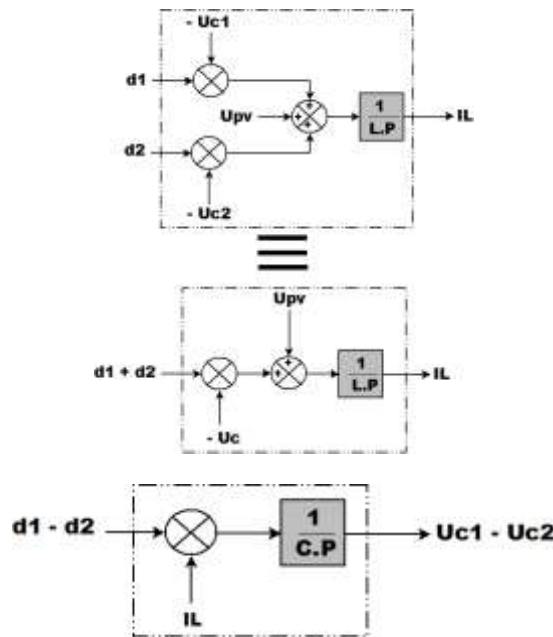 - Uc1
d1
Upv
+
+
+
1
L.P
IL
d2
- Uc2
Upv
d1 + d2
+
+
1
L..P
IL
- Uc
d1 - d2
1
C.P
Uc1 - Uc2
IL